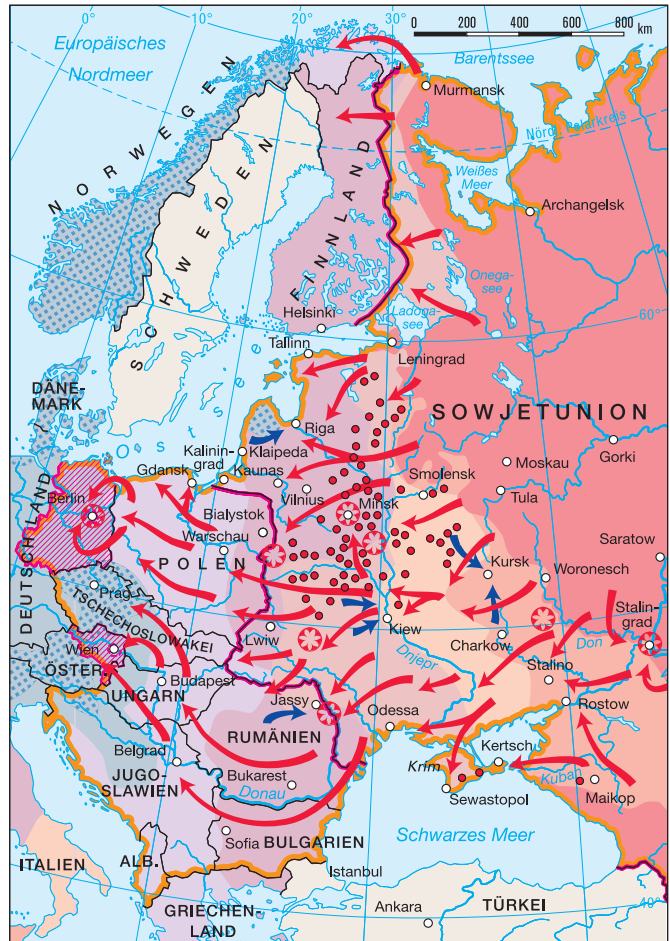 0°
10°
20°
30°
0 200 400 600 800
km
Europäisches
Nordmeer
Barentssee
Murmansk
Nördl. Polarkreis
Weißes
Meer
Archangelsk
NORWEGEN
SCHWEDEN
FINNLAND
Onega-
see
Ladoga-
see
60°
Helsinki
Tallinn
Leningrad
Ostsee
DÄNE-
MARK
Riga
SOWJETUNION
Klaipeda
Kalinin-
grad
Kaunas
Gdansk
Vilnius
Smolensk
Moskau
Gorki
Tula
Minsk
DEUTSCHLAND
Berlin
Bialystok
Warschau
POLEN
Saratow
Kursk
Woronesch
Stalin-
grad
Prag
TSCHECHOSLOWAKEI
Lwiw
Kiew
Charkow
Don
Dnjepr
Stalino
Wien
ÖSTER.
UNGARN
Budapest
Jassy
Odessa
Rostow
RUMÄNIEN
Belgrad
JUGO-
SLAWIEN
Bukarest
Donau
Krim
Kertsch
Kuban
Sewastopol
Maikop
Sofia
BULGARIEN
Schwarzes Meer
ITALIEN
ALB.
Istanbul
GRIECHEN-
LAND
Ankara
TÜRKEI
40°